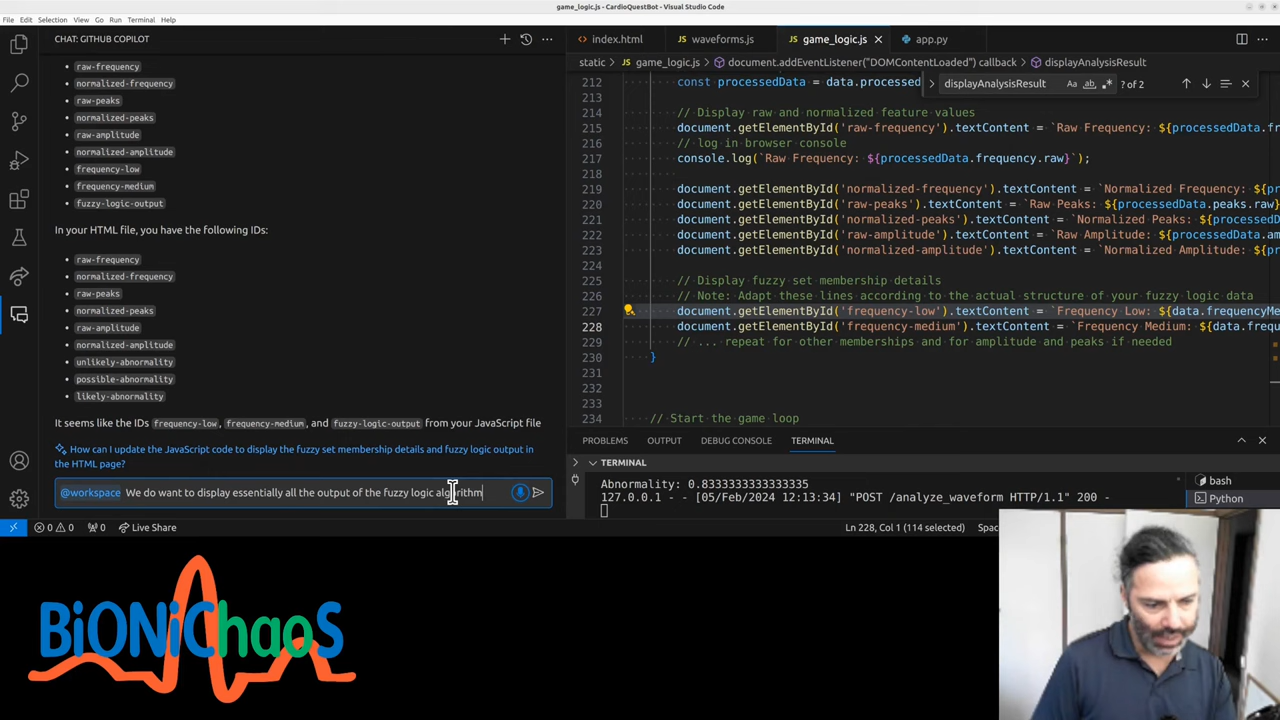 game_logic.js - CardioQuestBot - Visual Studio Code
File Edit Selection View Go Run Terminal Help
CHAT: GITHUB COPILOT
raw-frequency
normalized-frequency
raw-peaks
normalized-peaks
raw-amplitude
normalized-amplitude
frequency-low
frequency-medium
fuzzy-logic-output
In your HTML file, you have the following IDs:
raw-frequency
normalized-frequency
raw-peaks
normalized-peaks
raw-amplitude
normalized-amplitude
unlikely-abnormality
possible-abnormality
likely-abnormality
It seems like the IDs frequency-low, frequency-medium, and fuzzy-logic-output from your JavaScript file
How can I update the JavaScript code to display the fuzzy set membership details and fuzzy logic output in
the HTML page?
@workspace We do want to display essentially all the output of the fuzzy logic algorithm
index.html waveforms.js game_logic.js app.py
static > game_logic.js > document.addEventListener("DOMContentLoaded") callback > displayAnalysisResult
displayAnalysisResult Aa ab ? of 2
212 const processedData = data.processed
213
214 // Display raw and normalized feature values
215 document.getElementById('raw-frequency').textContent = `Raw Frequency: ${processedData.fr
216 // log in browser console
217 console.log(`Raw Frequency: ${processedData.frequency.raw}`);
218
219 document.getElementById('normalized-frequency').textContent = `Normalized Frequency: ${pr
220 document.getElementById('raw-peaks').textContent = `Raw Peaks: ${processedData.peaks.raw}
221 document.getElementById('normalized-peaks').textContent = `Normalized Peaks: ${processedD
222 document.getElementById('raw-amplitude').textContent = `Raw Amplitude: ${processedData.am
223 document.getElementById('normalized-amplitude').textContent = `Normalized Amplitude: ${pr
224
225 // Display fuzzy set membership details
226 // Note: Adapt these lines according to the actual structure of your fuzzy logic data
227 document.getElementById('frequency-low').textContent = `Frequency Low: ${data.frequencyMe
228 document.getElementById('frequency-medium').textContent = `Frequency Medium: ${data.frequ
229 // ... repeat for other memberships and for amplitude and peaks if needed
230 }
231
232
233
234 // Start the game loop
PROBLEMS OUTPUT DEBUG CONSOLE TERMINAL
TERMINAL
Abnormality: 0.8333333333333335
127.0.0.1 - - [05/Feb/2024 12:13:34] "POST /analyze_waveform HTTP/1.1" 200 -
bash
Python
0 0 0 Live Share
Ln 228, Col 1 (114 selected) Spac
BiONiChaoS